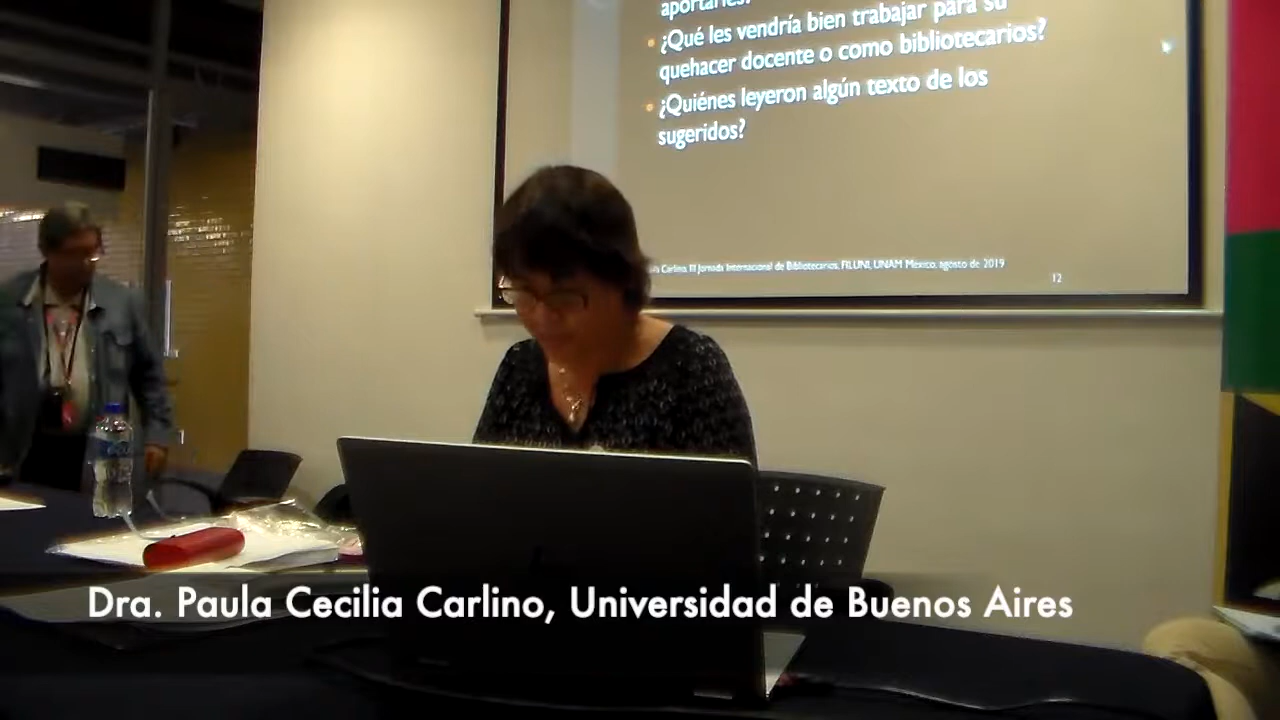 aportarles?
¿Qué les vendría bien trabajar para su
quehacer docente o como bibliotecarios?
¿Quiénes leyeron algún texto de los
sugeridos?
Carlino, III Jornada Internacional de Bibliotecarios, FILUNI, UNAM México, agosto de 2019
12
Dra. Paula Cecilia Carlino, Universidad de Buenos Aires